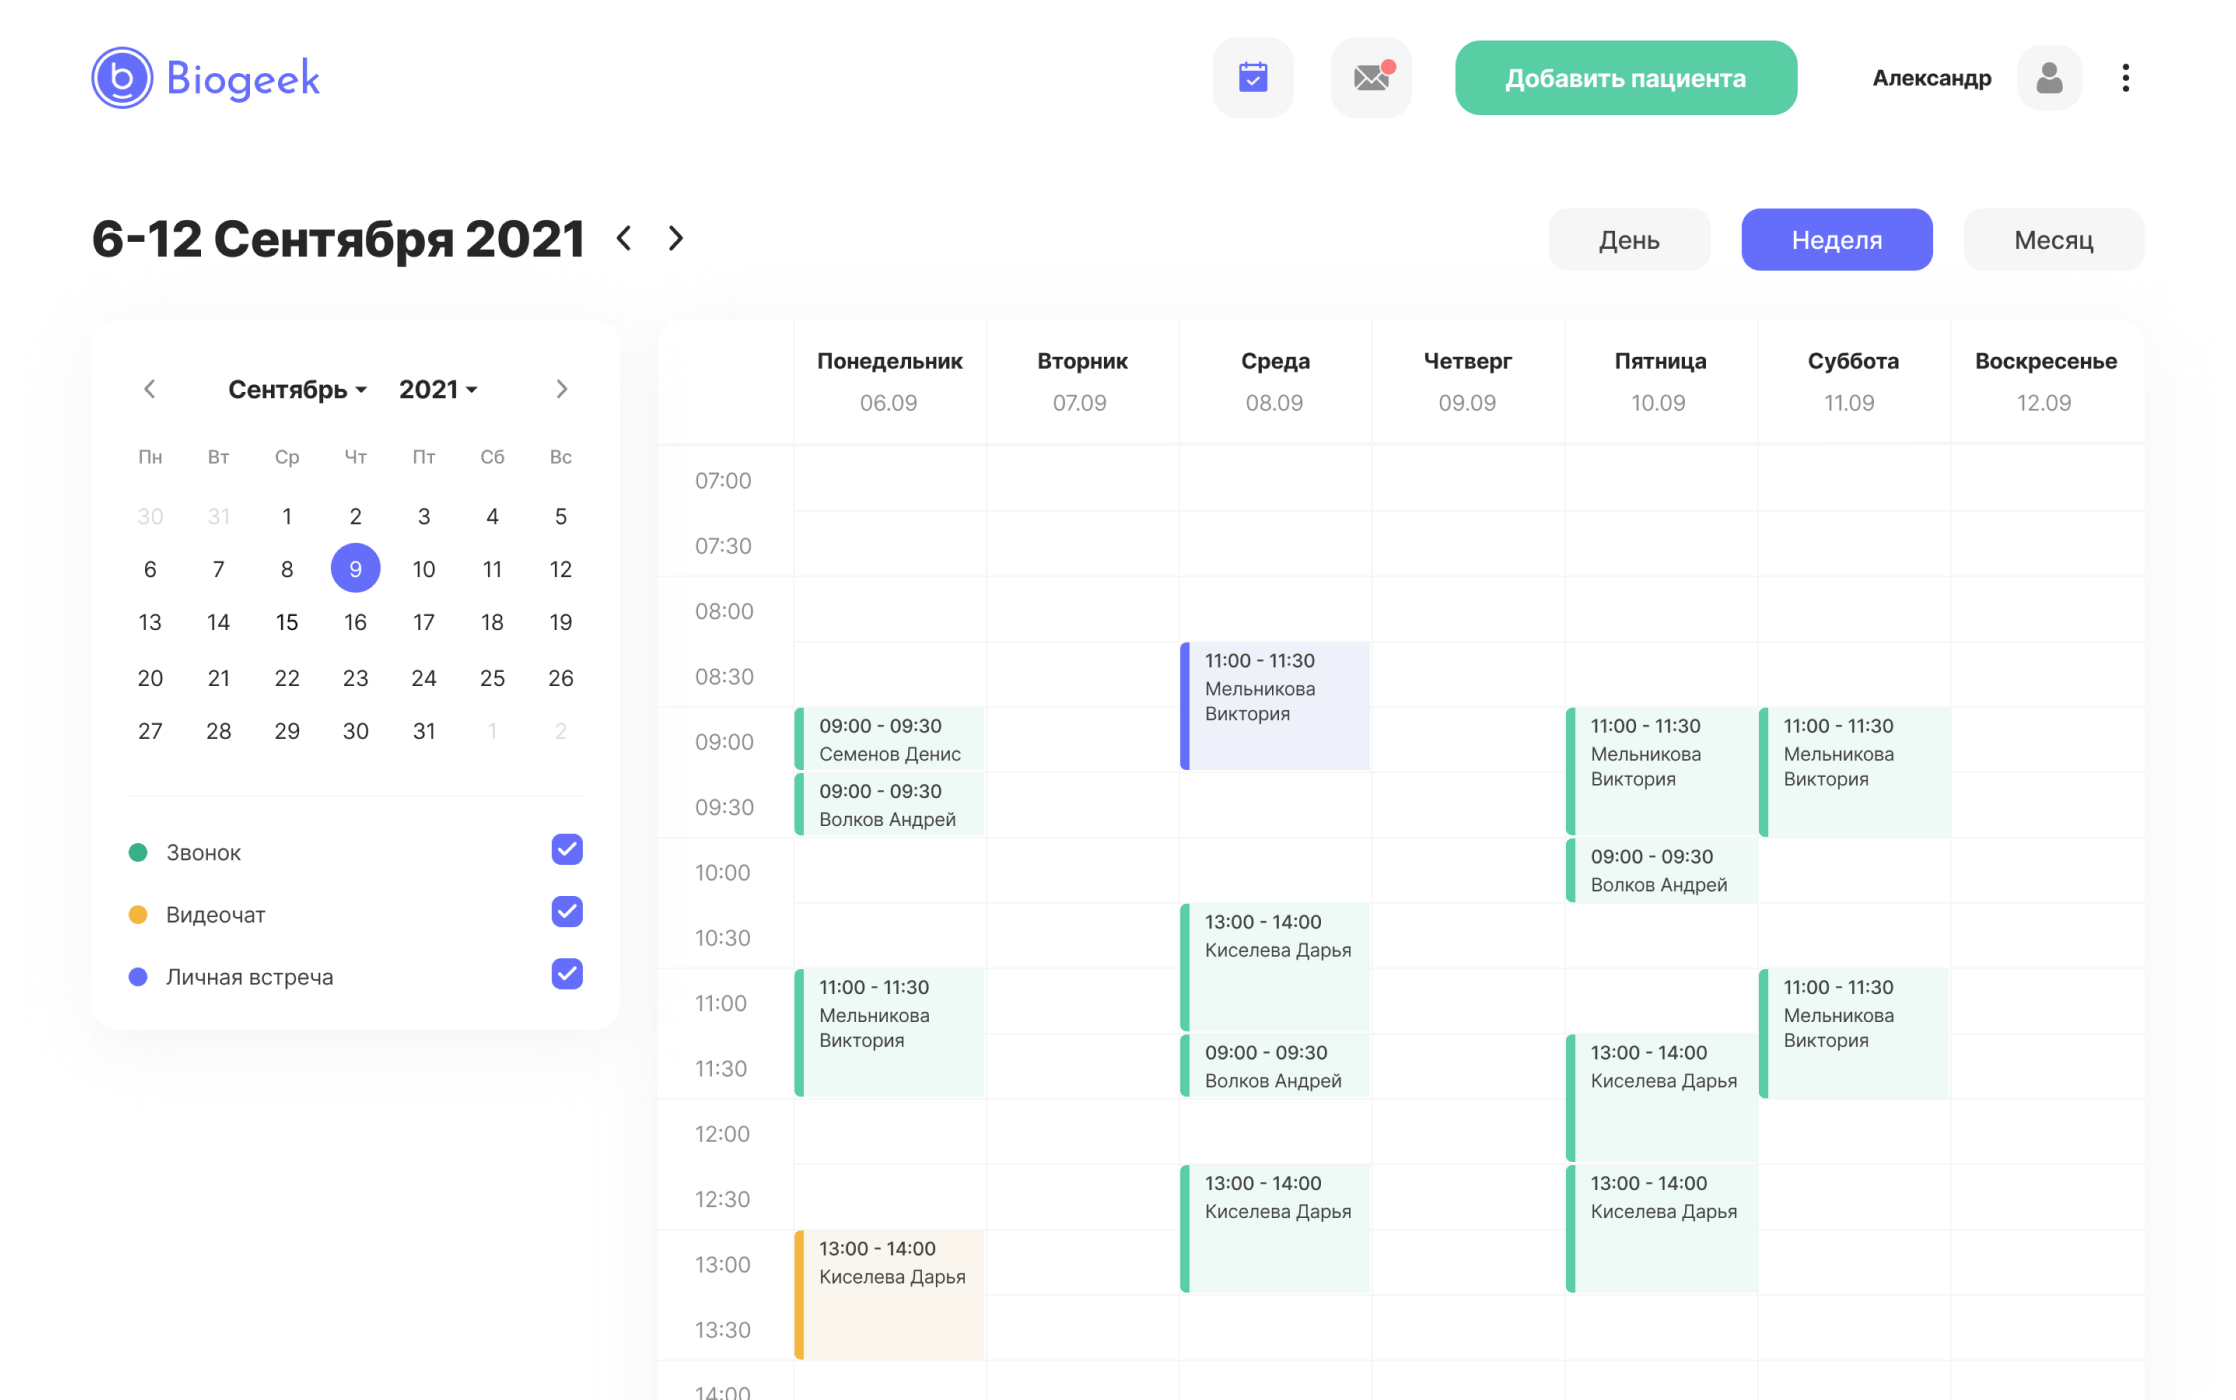 Biogeek
Добавить пациента
Александр
6-12 Сентября 2021
День
Неделя
Месяц
Сентябрь 2021
Пн Вт Ср Чт Пт Сб Вс
30 31 1 2 3 4 5
6 7 8 9 10 11 12
13 14 15 16 17 18 19
20 21 22 23 24 25 26
27 28 29 30 31 1 2
Звонок
Видеочат
Личная встреча
Понедельник Вторник Среда Четверг Пятница Суббота Воскресенье
06.09 07.09 08.09 09.09 10.09 11.09 12.09
07:00
07:30
08:00
08:30
09:00
09:30
10:00
10:30
11:00
11:30
12:00
12:30
13:00
13:30
14:00
09:00 - 09:30
Семенов Денис
09:00 - 09:30
Волков Андрей
11:00 - 11:30
Мельникова
Виктория
13:00 - 14:00
Киселева Дарья
11:00 - 11:30
Мельникова
Виктория
13:00 - 14:00
Киселева Дарья
09:00 - 09:30
Волков Андрей
13:00 - 14:00
Киселева Дарья
11:00 - 11:30
Мельникова
Виктория
09:00 - 09:30
Волков Андрей
13:00 - 14:00
Киселева Дарья
13:00 - 14:00
Киселева Дарья
11:00 - 11:30
Мельникова
Виктория
11:00 - 11:30
Мельникова
Виктория